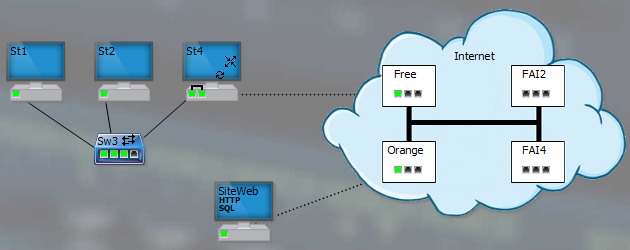 St1
St2
St4
Internet
Free
FAI2
Sw3
Orange
FAI4
SiteWeb
HTTP
SQL